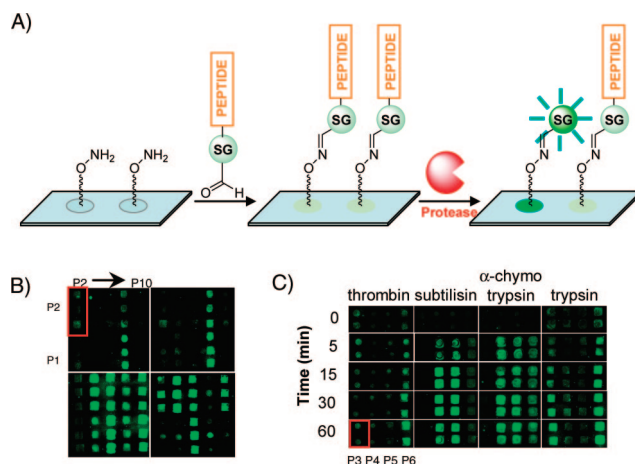 A)
PEPTIDE
SG
NH₂
O
NH₂
O
O
H
PEPTIDE
PEPTIDE
SG
SG
N
O
N
O
Protease
PEPTIDE
SG
SG
N
O
N
O
B)
P2
P10
P2
P1
C)
thrombin subtilisin α-chymo trypsin trypsin
Time (min)
0
5
15
30
60
P3 P4 P5 P6